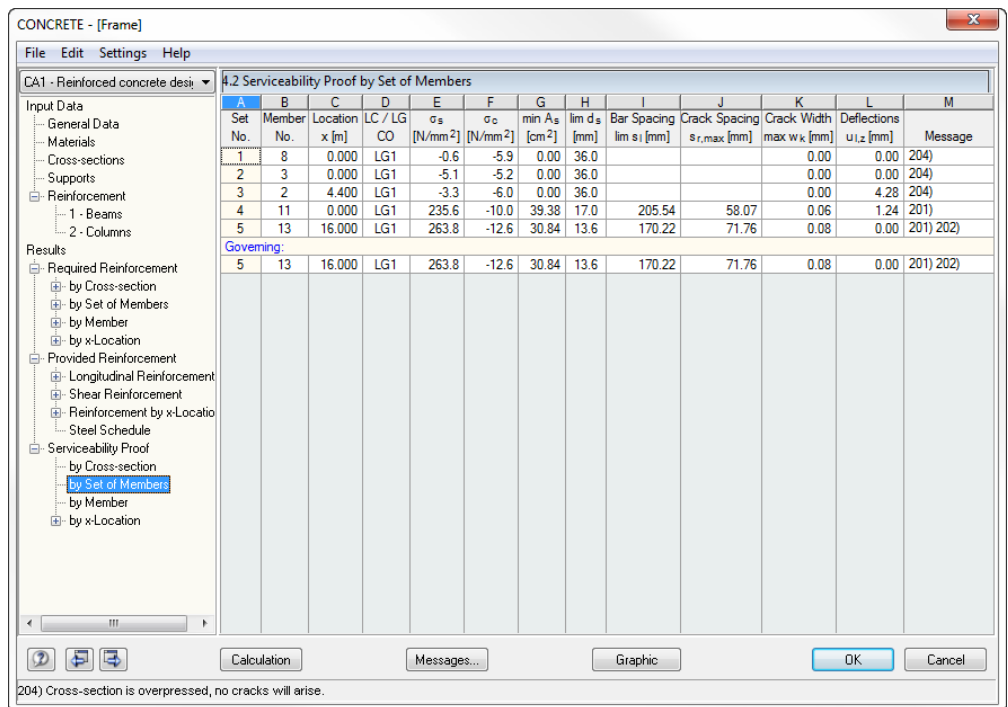 CONCRETE - [Frame]
File Edit Settings Help
CA1 - Reinforced concrete desi
Input Data
General Data
Materials
Cross-sections
Supports
Reinforcement
1 - Beams
2 - Columns
Results
Required Reinforcement
by Cross-section
by Set of Members
by Member
by x-Location
Provided Reinforcement
Longitudinal Reinforcement
Shear Reinforcement
Reinforcement by x-Locatio
Steel Schedule
Serviceability Proof
by Cross-section
by Set of Members
by Member
by x-Location
4.2 Serviceability Proof by Set of Members
A B C D E F G H I J K L M
Set Member Location LC / LG σs σc min As lim ds Bar Spacing Crack Spacing Crack Width Deflections
No. No. x [m] CO [N/mm²] [N/mm²] [cm²] [mm] lim sl [mm] sr,max [mm] max wk [mm] ul,z [mm] Message
1 8 0.000 LG1 -0.6 -5.9 0.00 36.0 0.00 0.00 204)
2 3 0.000 LG1 -5.1 -5.2 0.00 36.0 0.00 0.00 204)
3 2 4.400 LG1 -3.3 -6.0 0.00 36.0 0.00 4.28 204)
4 11 0.000 LG1 235.6 -10.0 39.38 17.0 205.54 58.07 0.06 1.24 201)
5 13 16.000 LG1 263.8 -12.6 30.84 13.6 170.22 71.76 0.08 0.00 201) 202)
Governing:
5 13 16.000 LG1 263.8 -12.6 30.84 13.6 170.22 71.76 0.08 0.00 201) 202)
Calculation Messages... Graphic OK Cancel
204) Cross-section is overpressed, no cracks will arise.